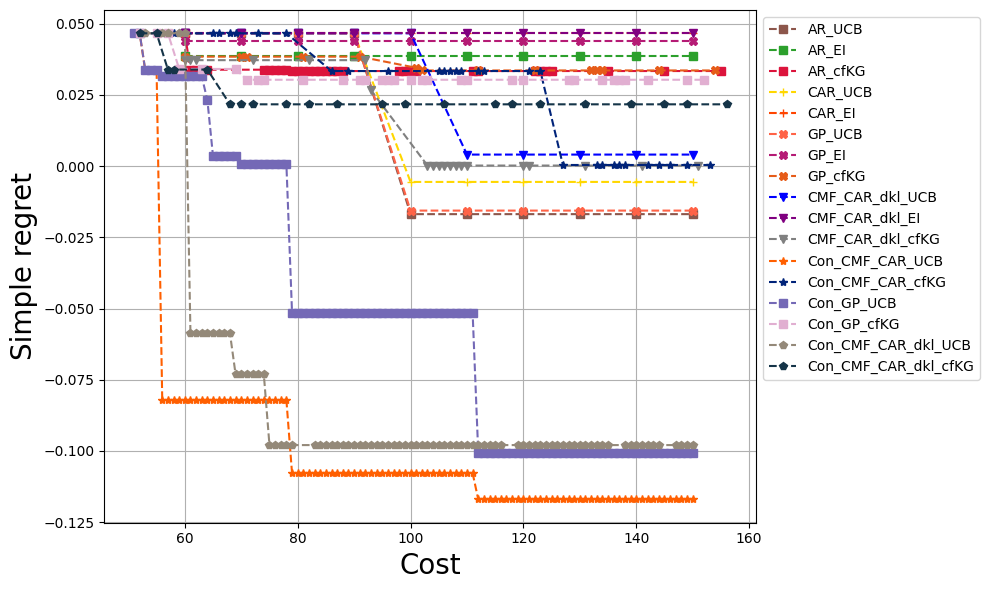 0.050
0.025
0.000
−0.025
−0.050
−0.075
−0.100
−0.125
Simple regret
60
80
100
120
140
160
Cost
AR_UCB
AR_EI
AR_cfKG
CAR_UCB
CAR_EI
GP_UCB
GP_EI
GP_cfKG
CMF_CAR_dkl_UCB
CMF_CAR_dkl_EI
CMF_CAR_dkl_cfKG
Con_CMF_CAR_UCB
Con_CMF_CAR_cfKG
Con_GP_UCB
Con_GP_cfKG
Con_CMF_CAR_dkl_UCB
Con_CMF_CAR_dkl_cfKG